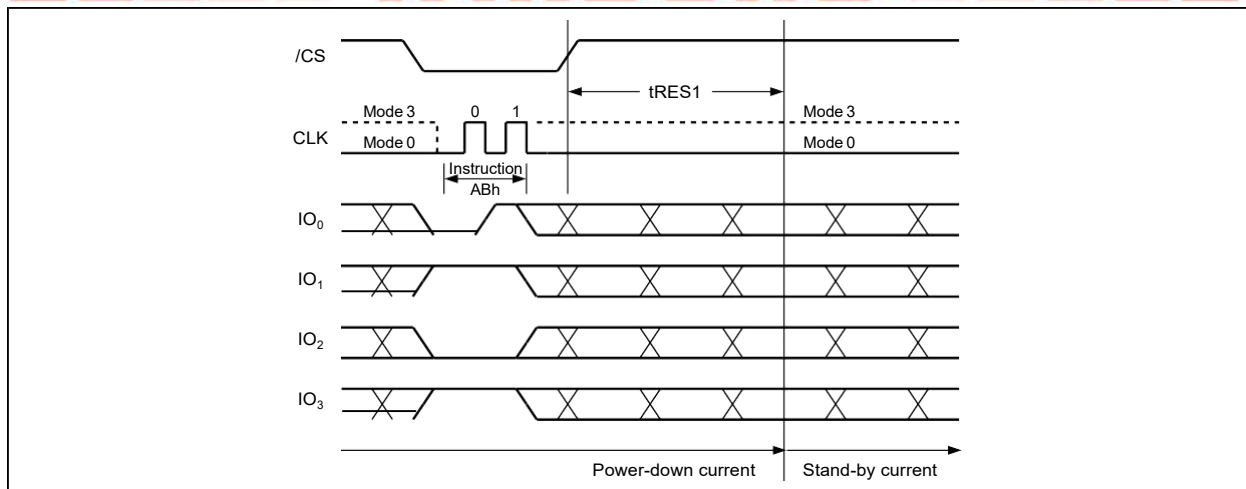 /CS
tRES1
Mode 3 0 1 Mode 3
CLK
Mode 0 Mode 0
Instruction
ABh
IO₀
IO₁
IO₂
IO₃
Power-down current Stand-by current